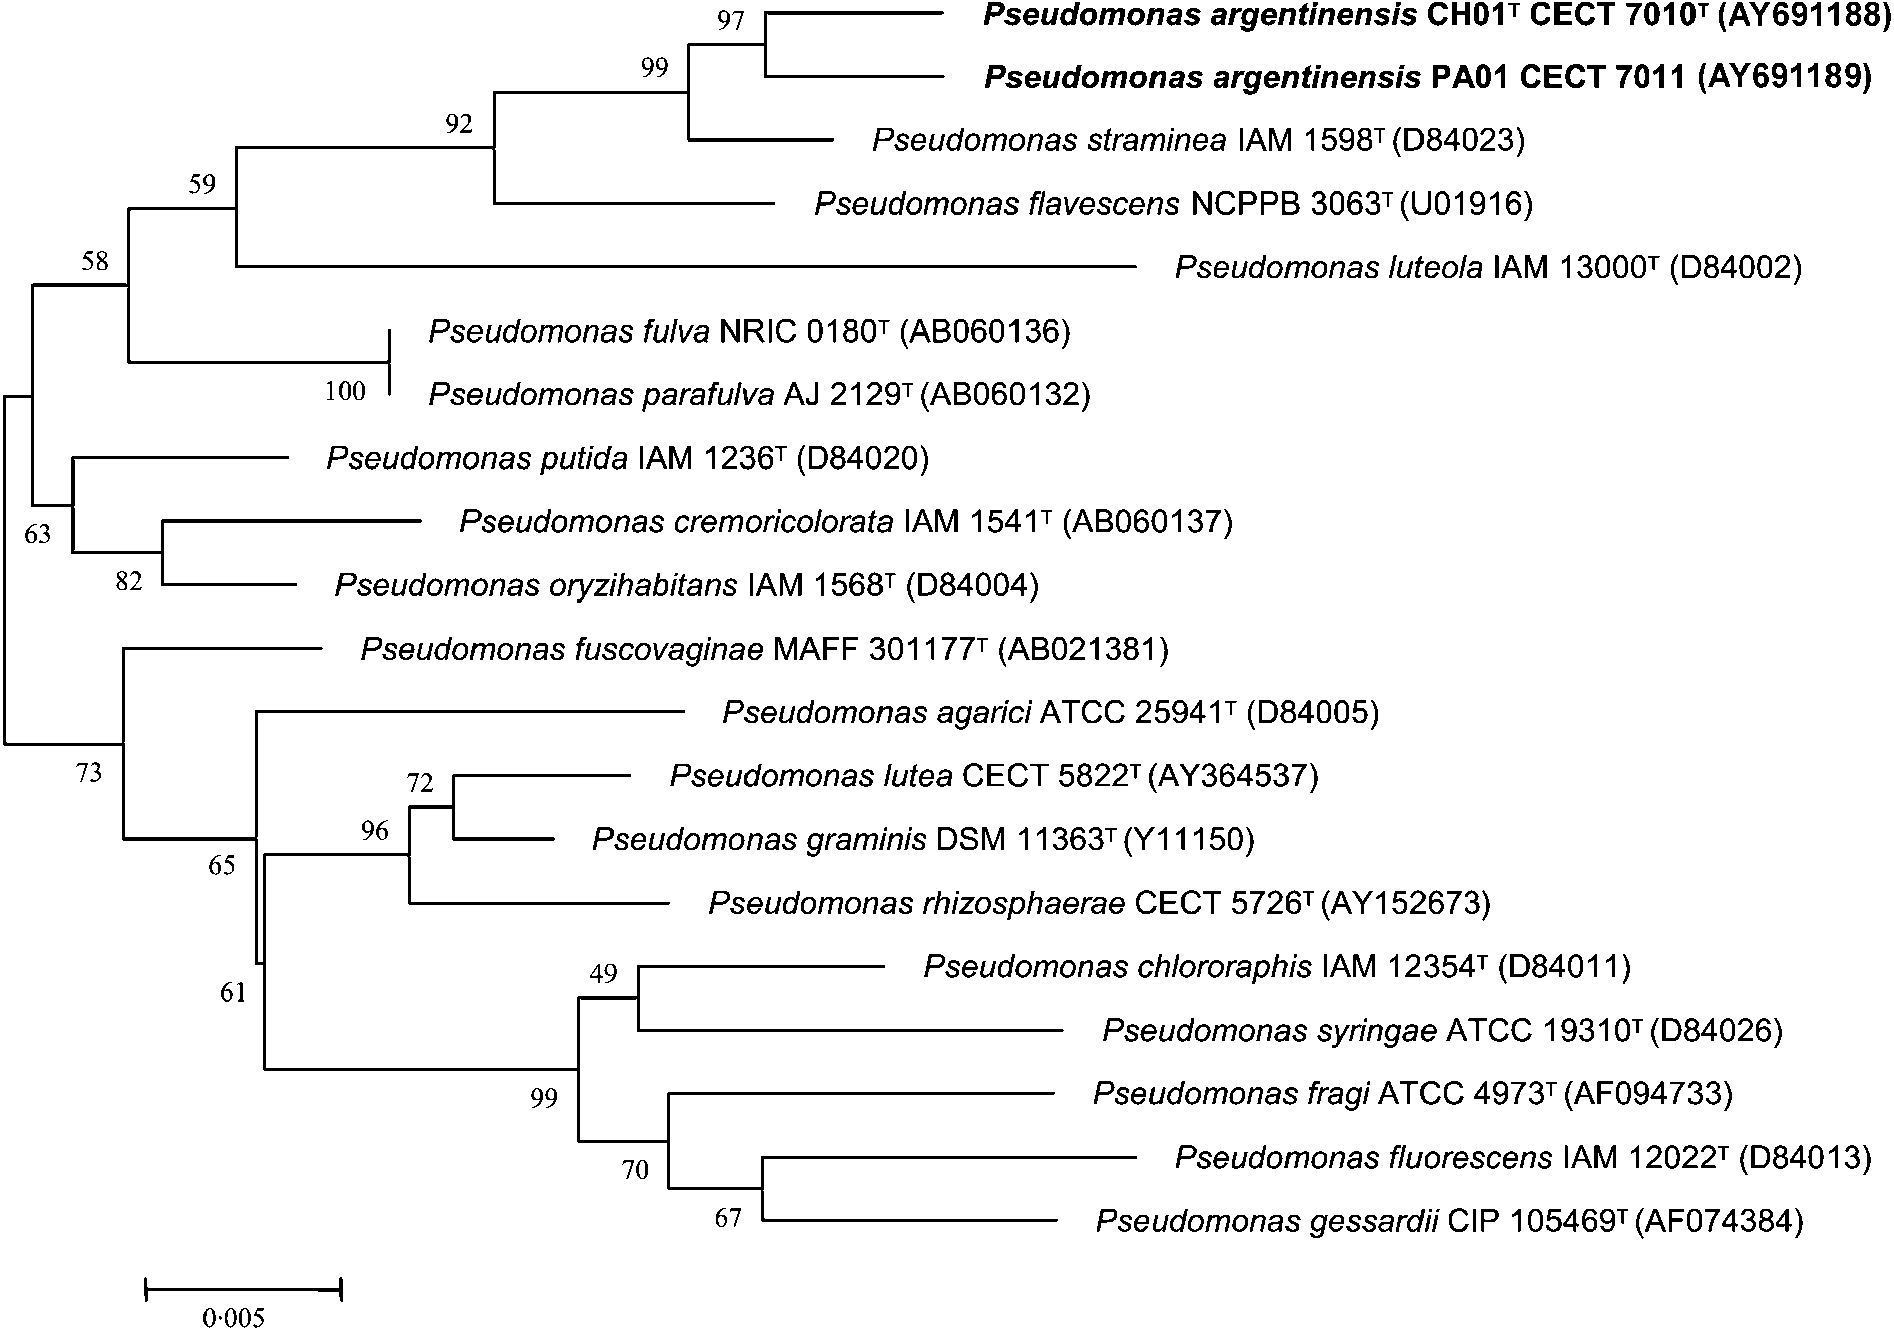 97
Pseudomonas argentinensis CH01ᵀ CECT 7010ᵀ (AY691188)
99
Pseudomonas argentinensis PA01 CECT 7011 (AY691189)
92
Pseudomonas straminea IAM 1598ᵀ (D84023)
59
Pseudomonas flavescens NCPPB 3063ᵀ (U01916)
58
Pseudomonas luteola IAM 13000ᵀ (D84002)
Pseudomonas fulva NRIC 0180ᵀ (AB060136)
100
Pseudomonas parafulva AJ 2129ᵀ (AB060132)
Pseudomonas putida IAM 1236ᵀ (D84020)
63
Pseudomonas cremoricolorata IAM 1541ᵀ (AB060137)
82
Pseudomonas oryzihabitans IAM 1568ᵀ (D84004)
Pseudomonas fuscovaginae MAFF 301177ᵀ (AB021381)
Pseudomonas agarici ATCC 25941ᵀ (D84005)
73
72
Pseudomonas lutea CECT 5822ᵀ (AY364537)
96
Pseudomonas graminis DSM 11363ᵀ (Y11150)
65
Pseudomonas rhizosphaerae CECT 5726ᵀ (AY152673)
49
Pseudomonas chlororaphis IAM 12354ᵀ (D84011)
61
Pseudomonas syringae ATCC 19310ᵀ (D84026)
99
Pseudomonas fragi ATCC 4973ᵀ (AF094733)
70
Pseudomonas fluorescens IAM 12022ᵀ (D84013)
67
Pseudomonas gessardii CIP 105469ᵀ (AF074384)
0·005